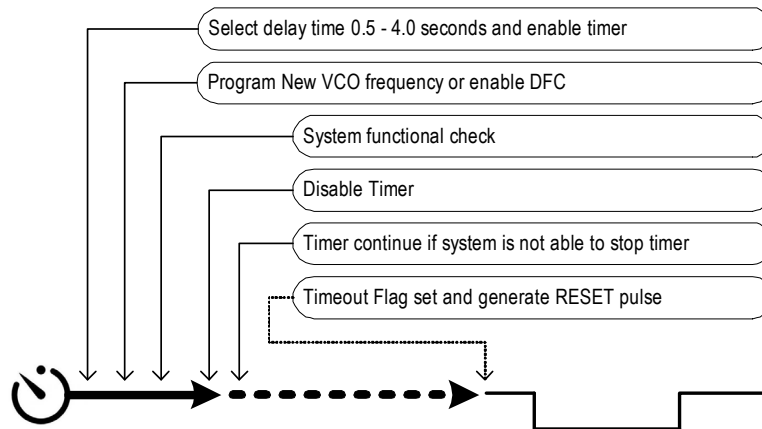 Select delay time 0.5 - 4.0 seconds and enable timer
Program New VCO frequency or enable DFC
System functional check
Disable Timer
Timer continue if system is not able to stop timer
Timeout Flag set and generate RESET pulse